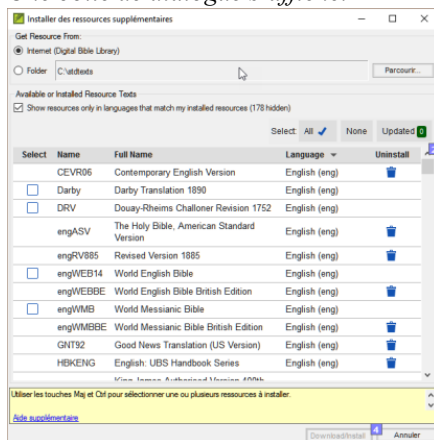 Installer des ressources supplémentaires
Get Resource From:
Internet (Digital Bible Library)
Folder C:\stdtexts Parcourir...
Available or Installed Resource Texts
Show resources only in languages that match my installed resources (178 hidden)
Select: All None Updated 0
Select Name Full Name Language Uninstall
CEVR06 Contemporary English Version English (eng)
Darby Darby Translation 1890 English (eng)
DRV Douay-Rheims Challoner Revision 1752 English (eng)
engASV The Holy Bible, American Standard Version English (eng)
engRV885 Revised Version 1885 English (eng)
engWEB14 World English Bible English (eng)
engWEBBE World English Bible British Edition English (eng)
engWMB World Messianic Bible English (eng)
engWMBBE World Messianic Bible British Edition English (eng)
GNT92 Good News Translation (US Version) English (eng)
HBKENG English: UBS Handbook Series English (eng)
Utiliser les touches Maj et Ctrl pour sélectionner une ou plusieurs ressources à installer.
Aide supplémentaire
4
Download/Install Annuler